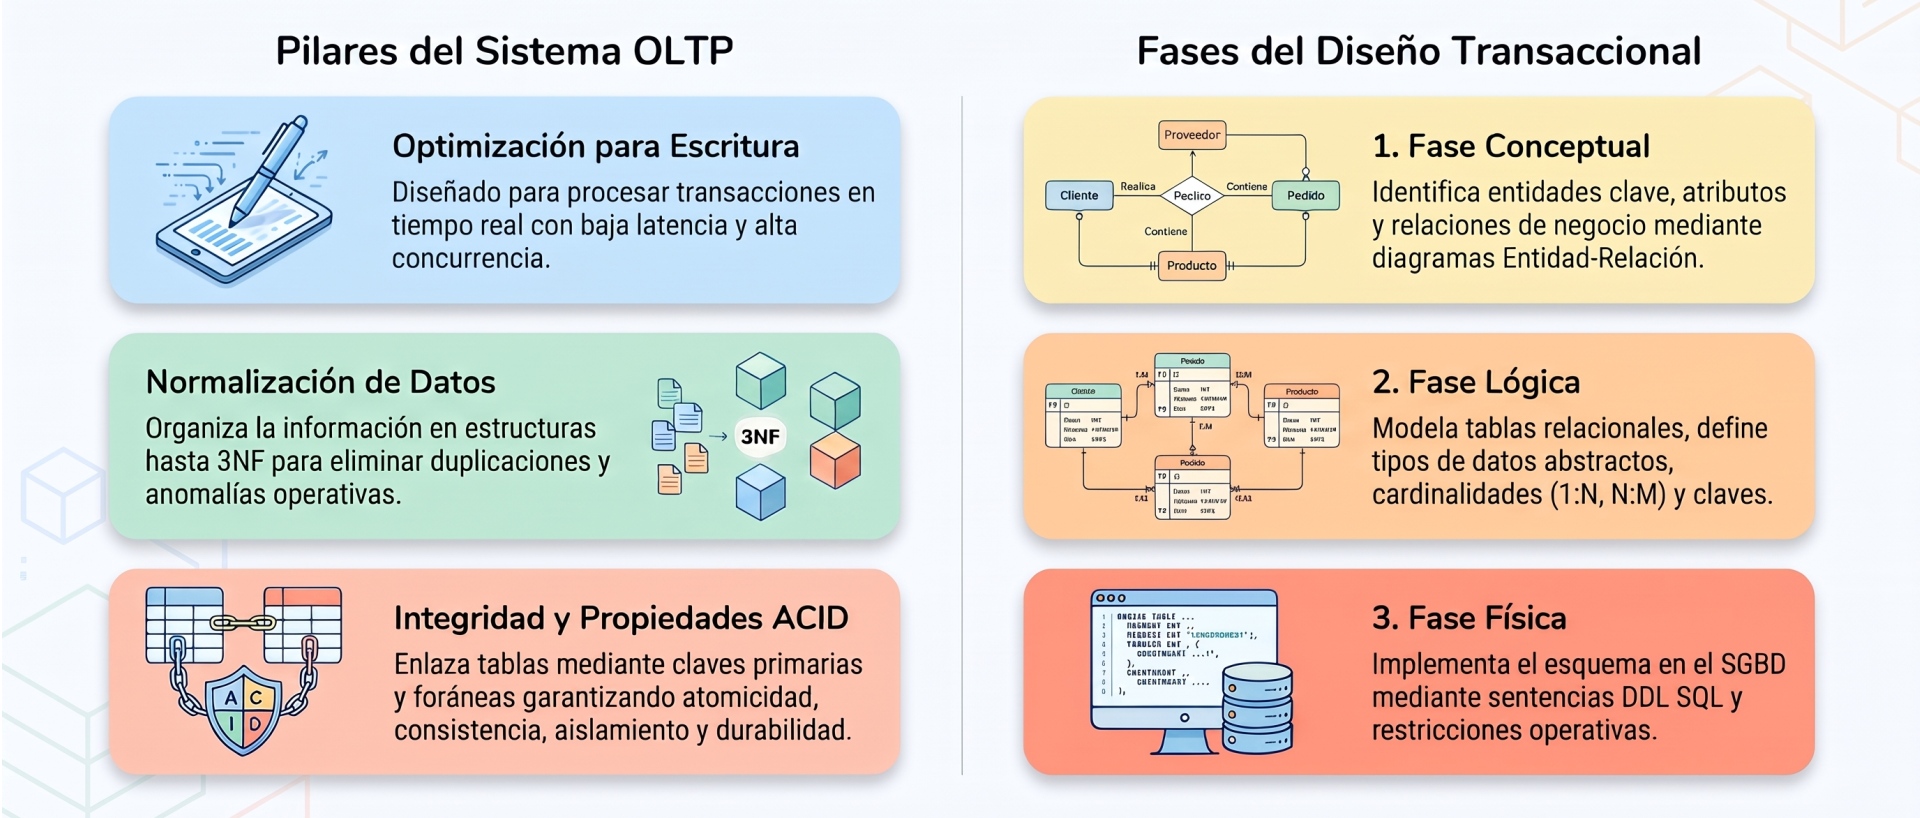 Pilares del Sistema OLTP
Optimización para Escritura
Diseñado para procesar transacciones en
tiempo real con baja latencia y alta
concurrencia.
Normalización de Datos
Organiza la información en estructuras
hasta 3NF para eliminar duplicaciones y
anomalías operativas.
3NF
A C
I D
Integridad y Propiedades ACID
Enlaza tablas mediante claves primarias
y foráneas garantizando atomicidad,
consistencia, aislamiento y durabilidad.
Fases del Diseño Transaccional
Proveedor
Cliente
Realica
Pecliro
Contiene
Pedido
Contiene
Producto
1. Fase Conceptual
Identifica entidades clave, atributos
y relaciones de negocio mediante
diagramas Entidad-Relación.
Producto
2. Fase Lógica
Modela tablas relacionales, define
tipos de datos abstractos,
cardinalidades (1:N, N:M) y claves.
3. Fase Física
Implementa el esquema en el SGBD
mediante sentencias DDL SQL y
restricciones operativas.